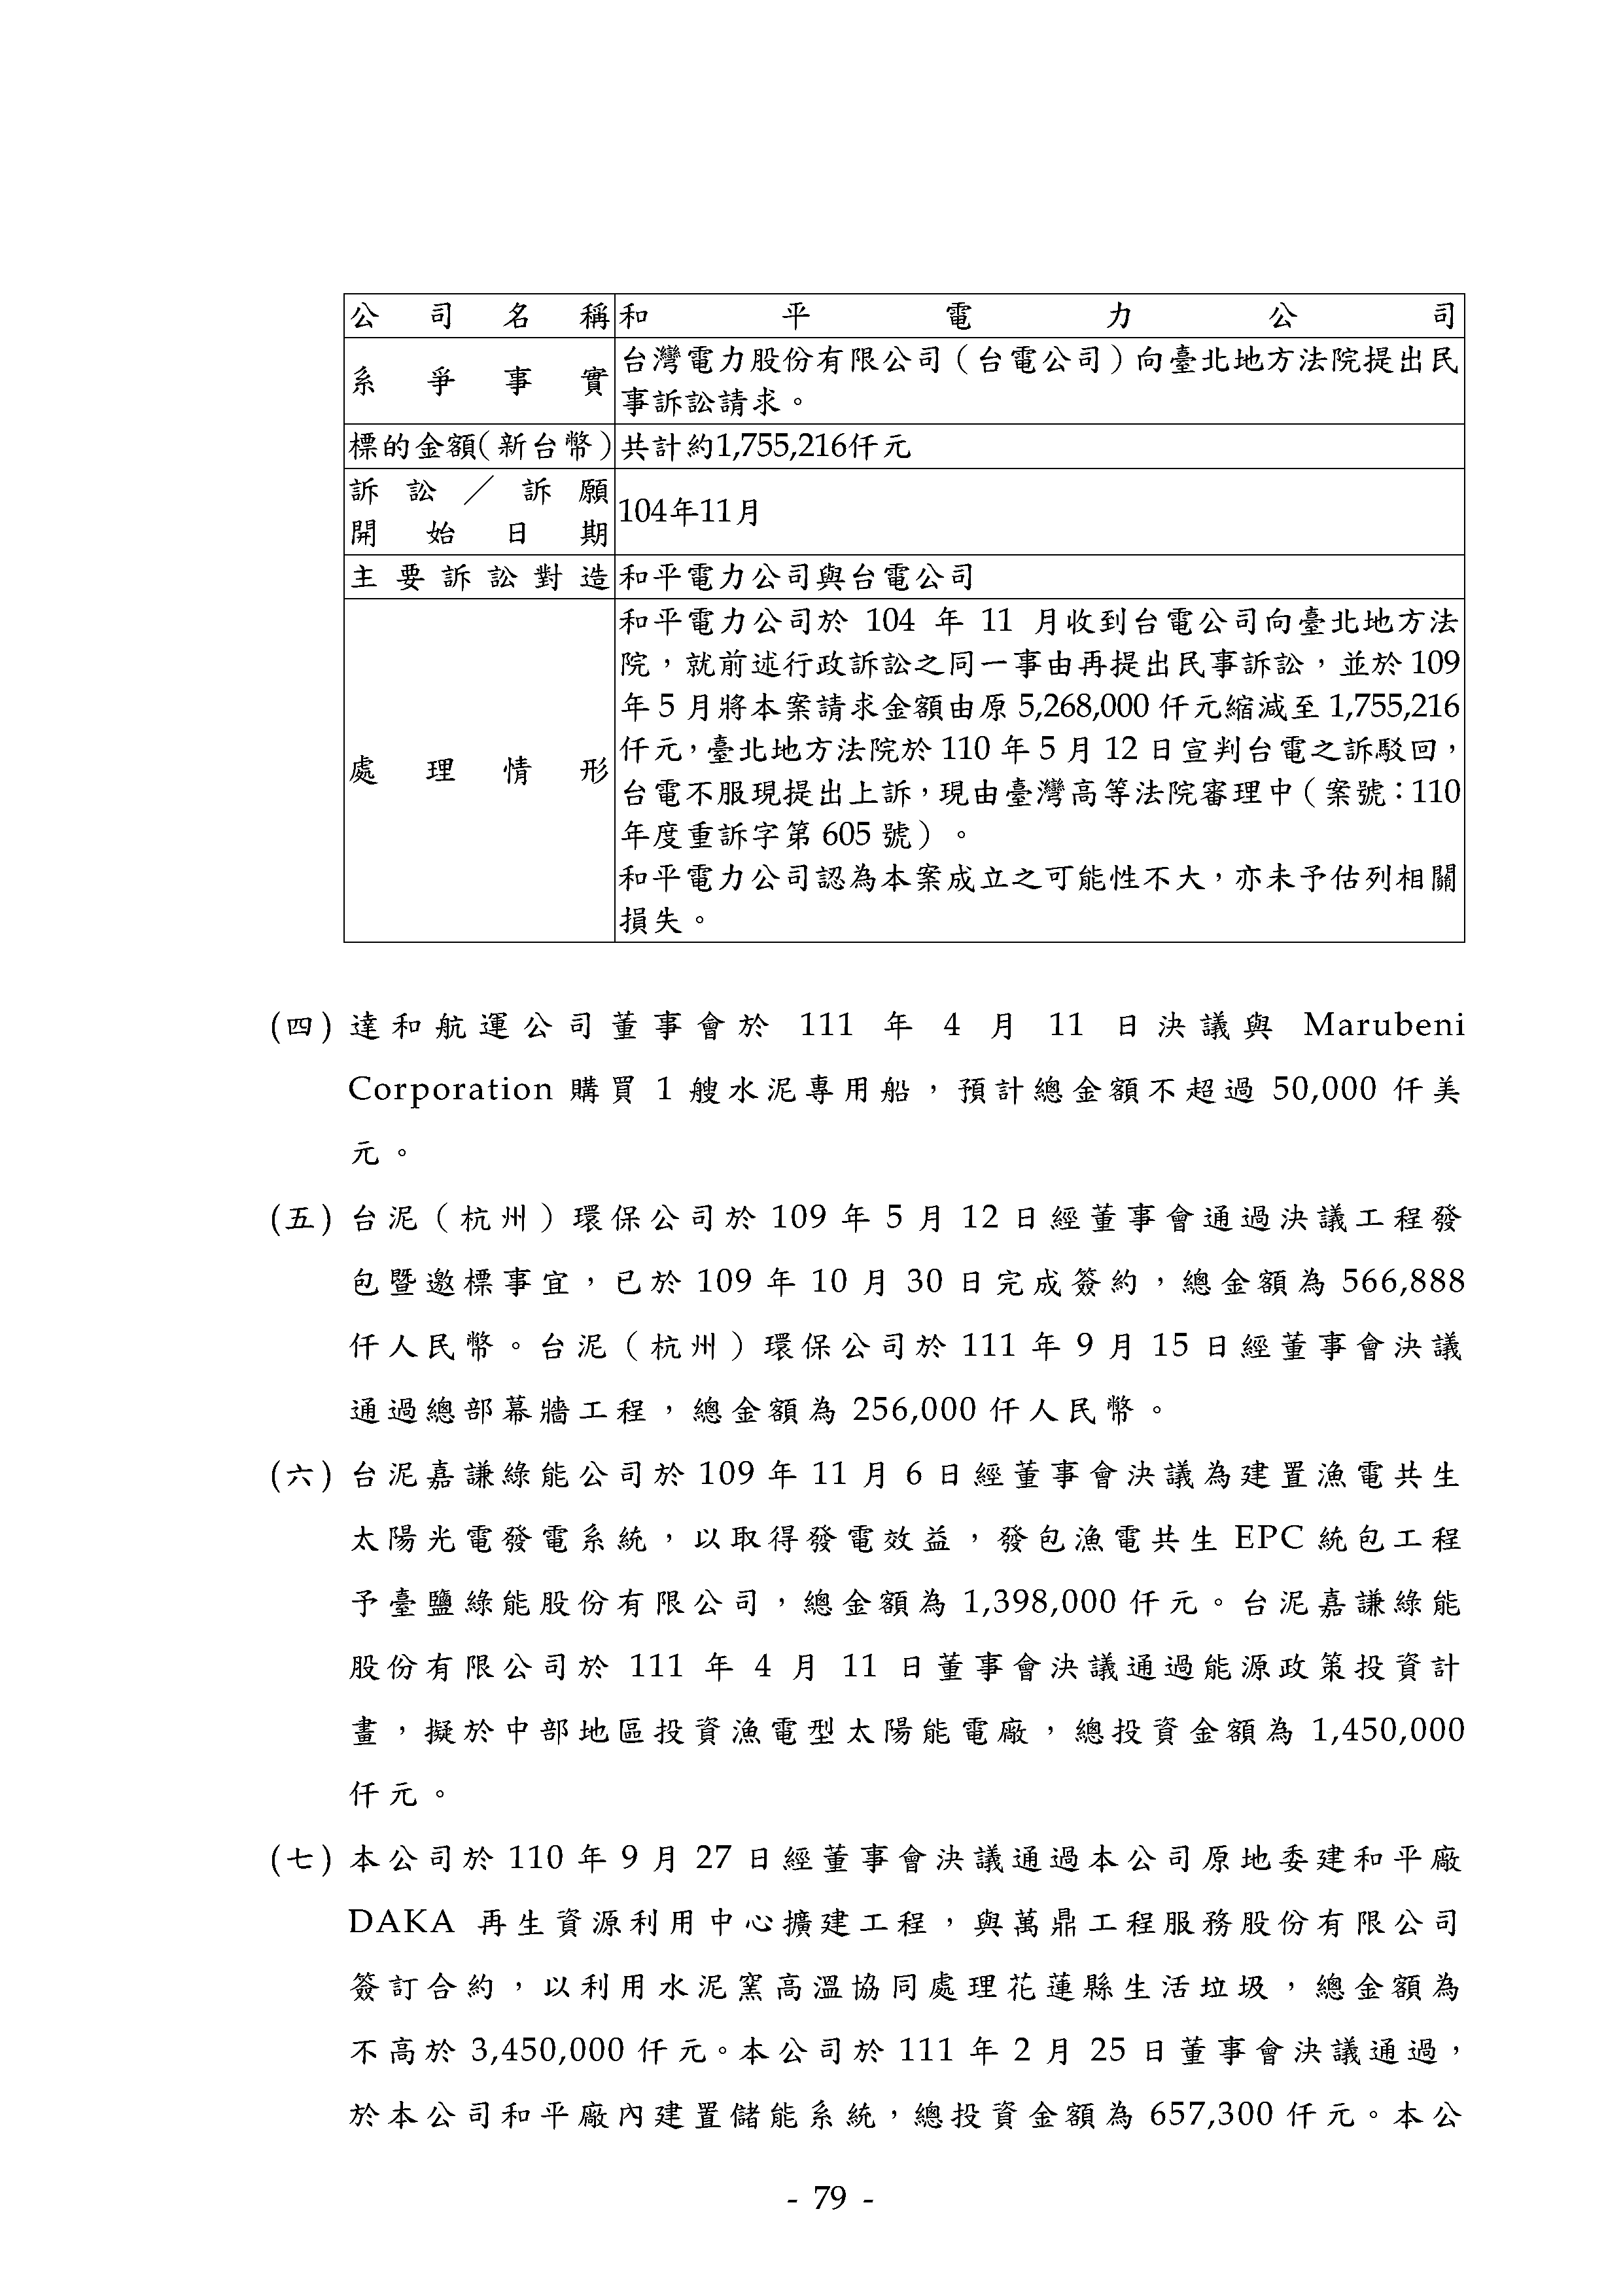 公司名稱 和平電力公司
系爭事實 台灣電力股份有限公司（台電公司）向臺北地方法院提出民
事訴訟請求。
標的金額（新台幣） 共計約1,755,216仟元
訴訟／訴願
開始日期 104年11月
主要訴訟對造 和平電力公司與台電公司
處理情形 和平電力公司於 104 年 11 月收到台電公司向臺北地方法
院，就前述行政訴訟之同一事由再提出民事訴訟，並於 109
年 5 月將本案請求金額由原 5,268,000 仟元縮減至 1,755,216
仟元，臺北地方法院於 110 年 5 月 12 日宣判台電之訴駁回，
台電不服現提出上訴，現由臺灣高等法院審理中（案號：110
年度重訴字第 605 號）。
和平電力公司認為本案成立之可能性不大，亦未予估列相關
損失。
(四) 達和航運公司董事會於 111 年 4 月 11 日決議與 Marubeni
Corporation 購買 1 艘水泥專用船，預計總金額不超過 50,000 仟美
元。
(五) 台泥（杭州）環保公司於 109 年 5 月 12 日經董事會通過決議工程發
包暨邀標事宜，已於 109 年 10 月 30 日完成簽約，總金額為 566,888
仟人民幣。台泥（杭州）環保公司於 111 年 9 月 15 日經董事會決議
通過總部幕牆工程，總金額為 256,000 仟人民幣。
(六) 台泥嘉謙綠能公司於 109 年 11 月 6 日經董事會決議為建置漁電共生
太陽光電發電系統，以取得發電效益，發包漁電共生 EPC 統包工程
予臺鹽綠能股份有限公司，總金額為 1,398,000 仟元。台泥嘉謙綠能
股份有限公司於 111 年 4 月 11 日董事會決議通過能源政策投資計
畫，擬於中部地區投資漁電型太陽能電廠，總投資金額為 1,450,000
仟元。
(七) 本公司於 110 年 9 月 27 日經董事會決議通過本公司原地委建和平廠
DAKA 再生資源利用中心擴建工程，與萬鼎工程服務股份有限公司
簽訂合約，以利用水泥窯高溫協同處理花蓮縣生活垃圾，總金額為
不高於 3,450,000 仟元。本公司於 111 年 2 月 25 日董事會決議通過，
於本公司和平廠內建置儲能系統，總投資金額為 657,300 仟元。本公
- 79 -